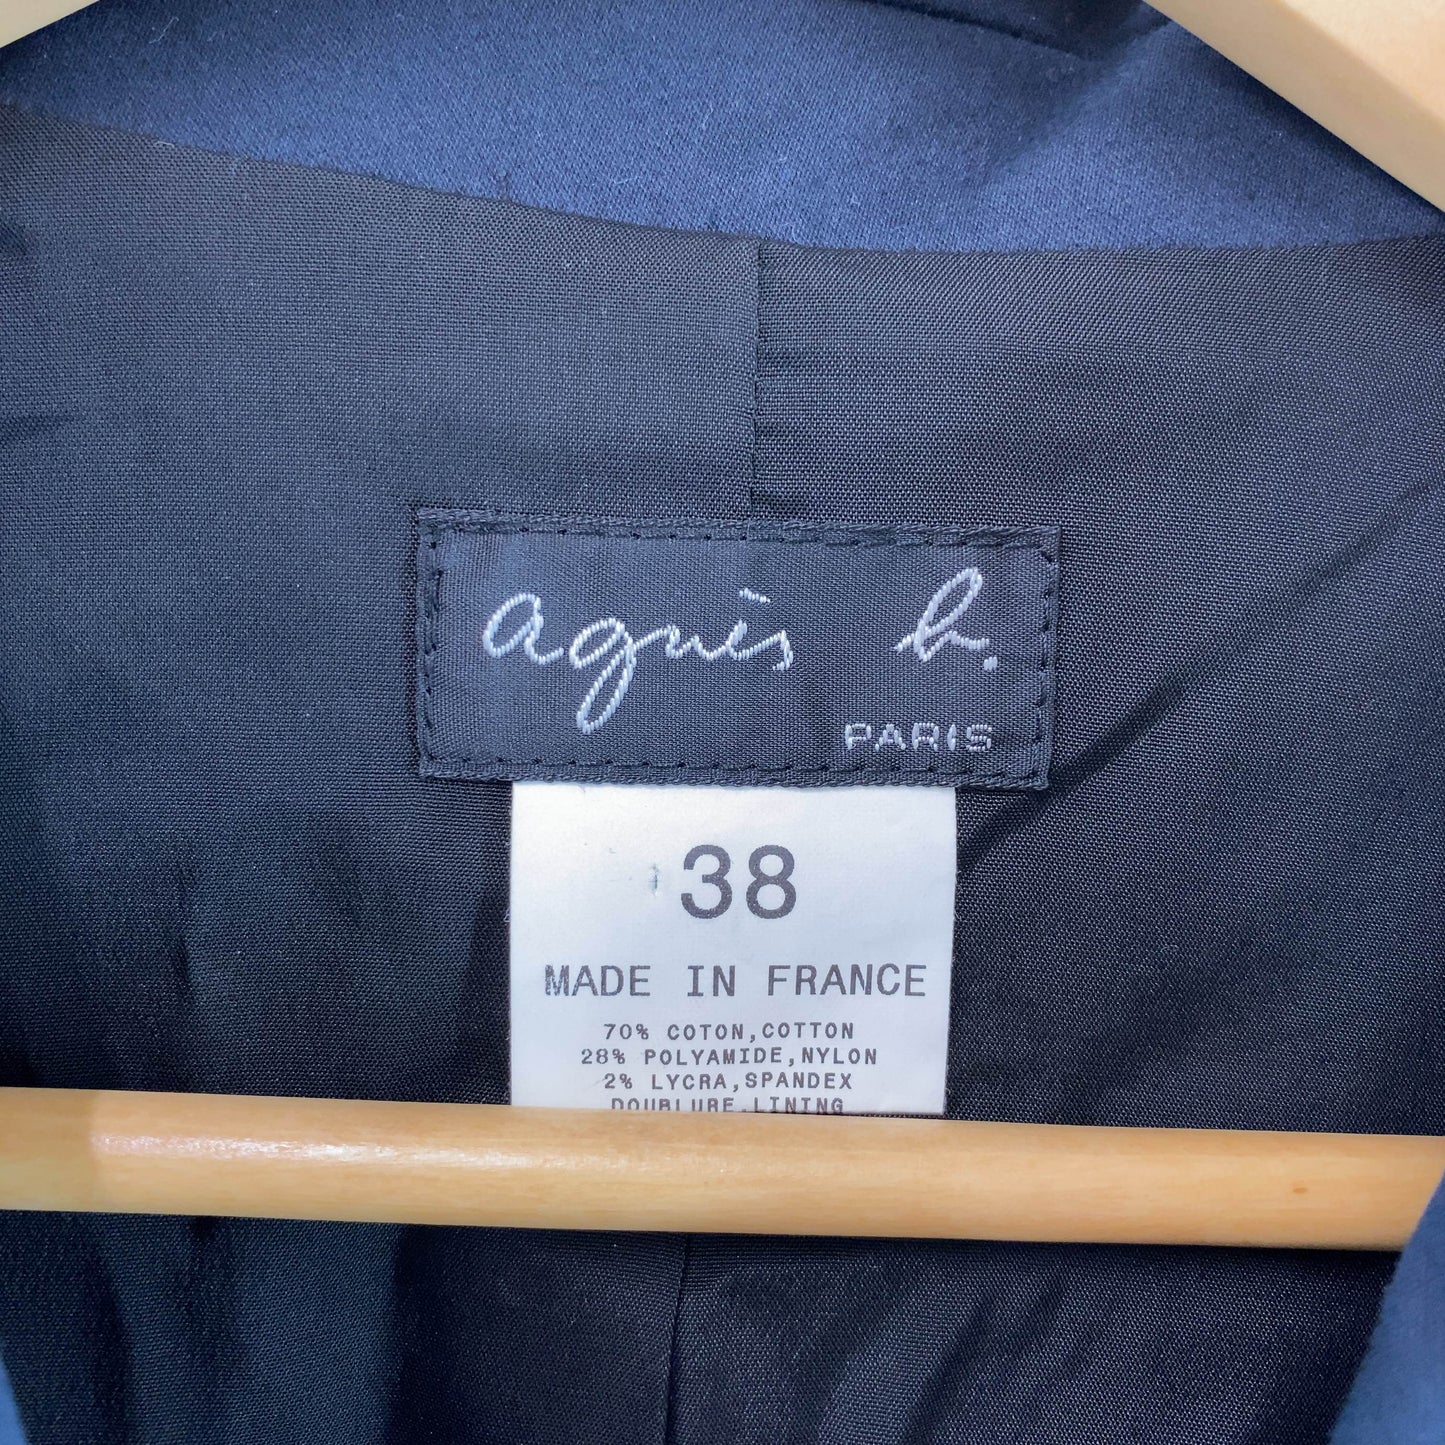 agnès b.
PARIS
38
MADE IN FRANCE
70% COTON,COTTON
28% POLYAMIDE,NYLON
2% LYCRA,SPANDEX
DOUBLURE,LINING